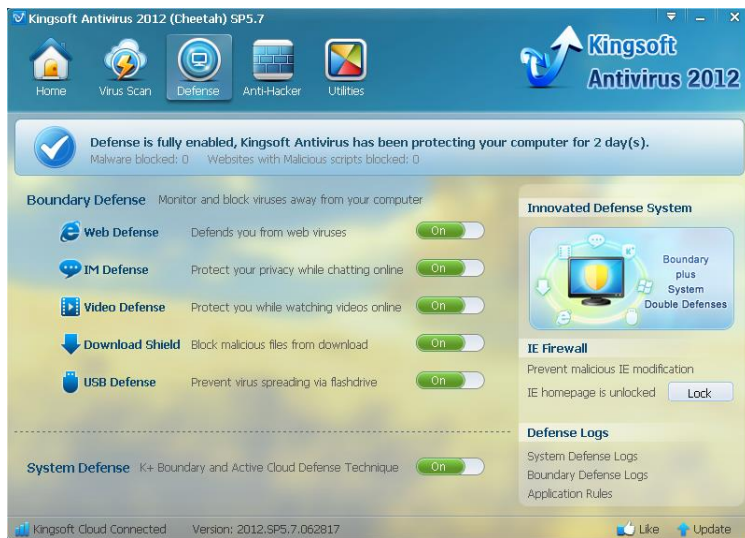 Kingsoft Antivirus 2012 (Cheetah) SP5.7
Home
Virus Scan
Defense
Anti-Hacker
Utilities
Kingsoft
Antivirus 2012
Defense is fully enabled, Kingsoft Antivirus has been protecting your computer for 2 day(s).
Malware blocked: 0 Websites with Malicious scripts blocked: 0
Boundary Defense Monitor and block viruses away from your computer
Web Defense Defends you from web viruses On
IM Defense Protect your privacy while chatting online On
Video Defense Protect you while watching videos online On
Download Shield Block malicious files from download On
USB Defense Prevent virus spreading via flashdrive On
System Defense K+ Boundary and Active Cloud Defense Technique On
Innovated Defense System
Boundary
plus
System
Double Defenses
IE Firewall
Prevent malicious IE modification
IE homepage is unlocked Lock
Defense Logs
System Defense Logs
Boundary Defense Logs
Application Rules
Kingsoft Cloud Connected Version: 2012.SP5.7.062817 Like Update